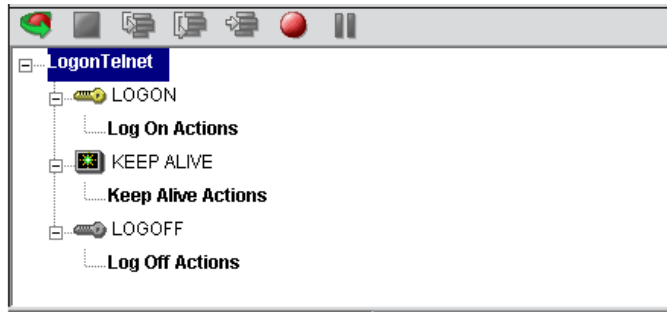 LogonTelnet
LOGON
Log On Actions
KEEP ALIVE
Keep Alive Actions
LOGOFF
Log Off Actions